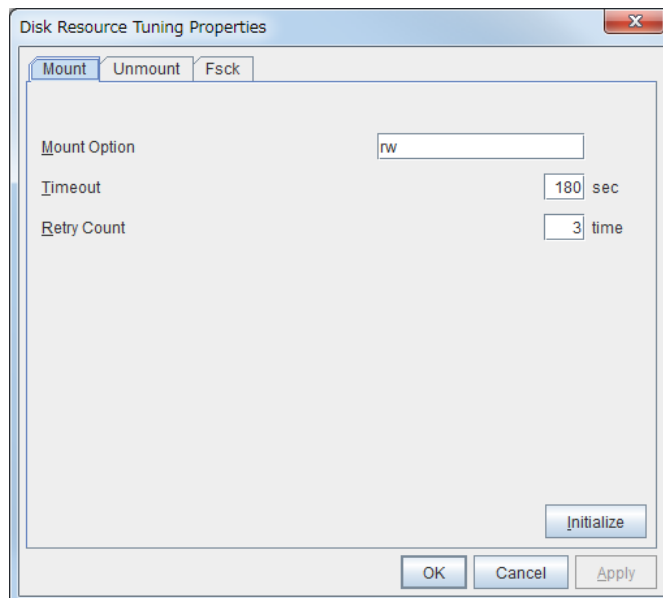 Disk Resource Tuning Properties
x
Mount Unmount Fsck
Mount Option rw
Timeout 180 sec
Retry Count 3 time
Initialize
OK Cancel Apply